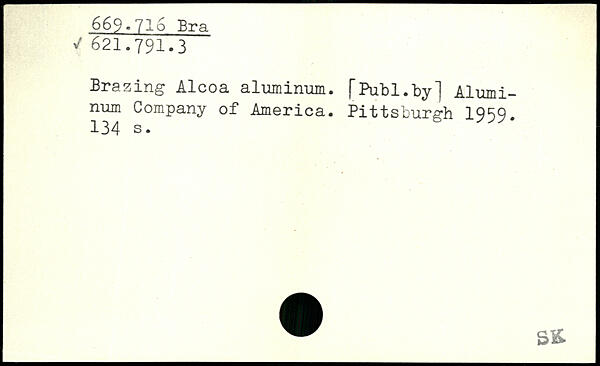 669.716 Bra
✓ 621.791.3
Brazing Alcoa aluminum. [Publ.by] Alumi-
num Company of America. Pittsburgh 1959.
134 s.
SK